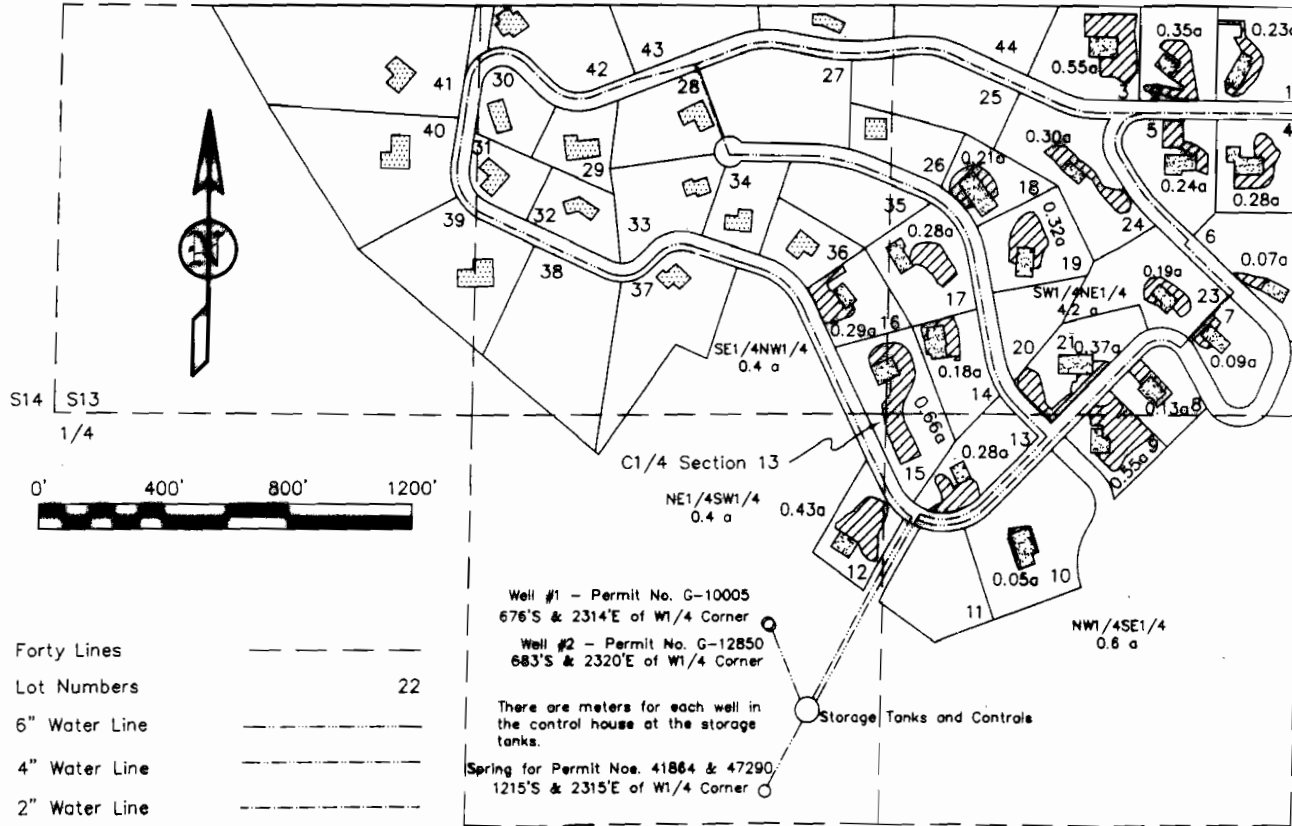 43
44
0.35a
0.23a
41
30
42
28
27
25
0.55a
3
1
40
31
29
34
26
0.21a
0.30a
5
4
18
0.24a
0.28a
39
32
33
35
0.28a
0.32a
24
6
38
37
36
17
19
0.19a
0.07a
SW1/4NE1/4
4.2 a
23
7
16
0.29a
SE1/4NW1/4
0.4 a
0.18a
20
21
0.37a
0.09a
S14
S13
1/4
0.66a
14
0.13a
8
C1/4 Section 13
13
0.28a
15
9
0.55a
0'
400'
800'
1200'
NE1/4SW1/4
0.4 a
0.43a
12
0.05a
10
11
NW1/4SE1/4
0.6 a
Well #1 - Permit No. G-10005
676'S & 2314'E of W1/4 Corner
Well #2 - Permit No. G-12850
683'S & 2320'E of W1/4 Corner
There are meters for each well in
the control house at the storage
tanks.
Storage Tanks and Controls
Spring for Permit Nos. 41864 & 47290
1215'S & 2315'E of W1/4 Corner
Forty Lines
Lot Numbers 22
6" Water Line
4" Water Line
2" Water Line